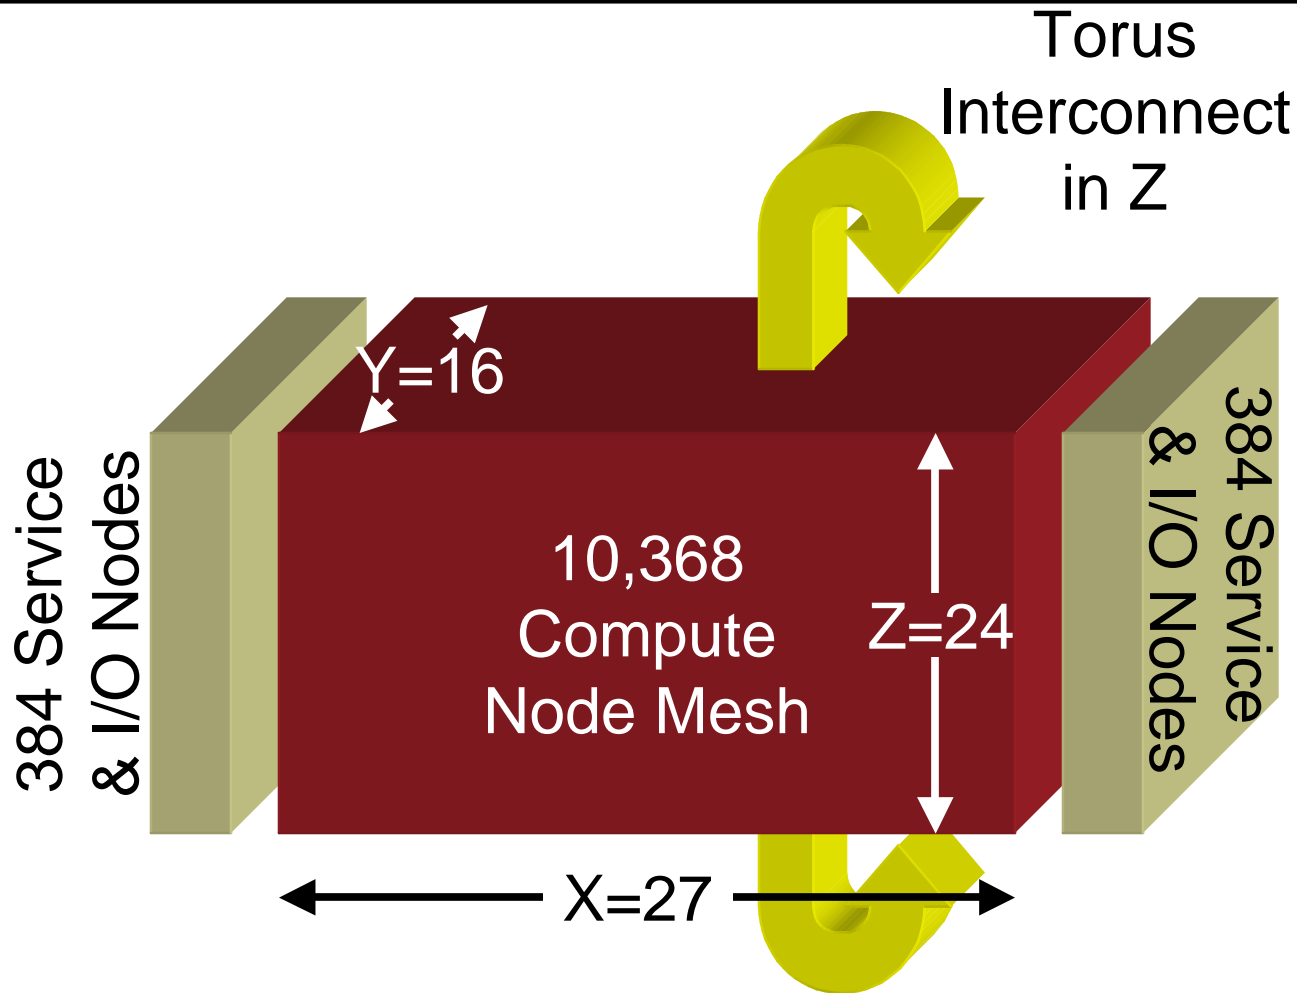 Torus
Interconnect
in Z
Y=16
384 Service
& I/O Nodes
10,368
Compute
Node Mesh
Z=24
384 Service
& I/O Nodes
X=27